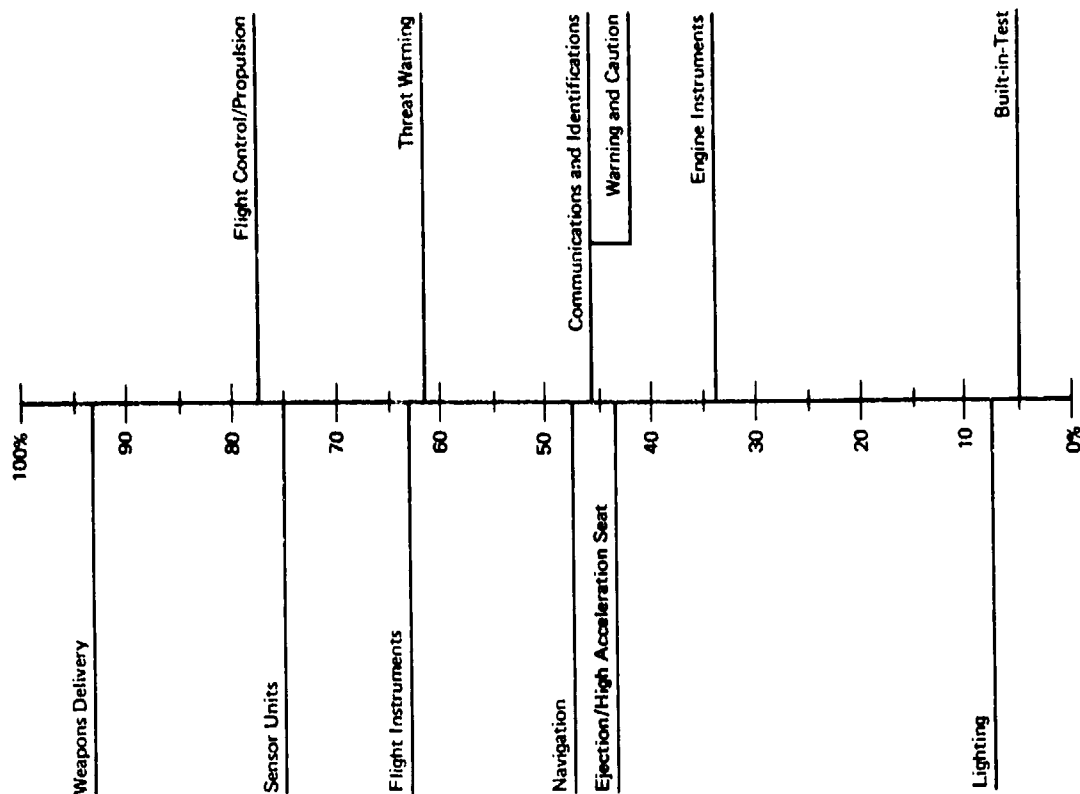 Flight Control/Propulsion
Threat Warning
Communications and Identifications
Warning and Caution
Engine Instruments
Built-in-Test
100%
90
80
70
60
50
40
30
20
10
0%
Weapons Delivery
Sensor Units
Flight Instruments
Navigation
Ejection/High Acceleration Seat
Lighting